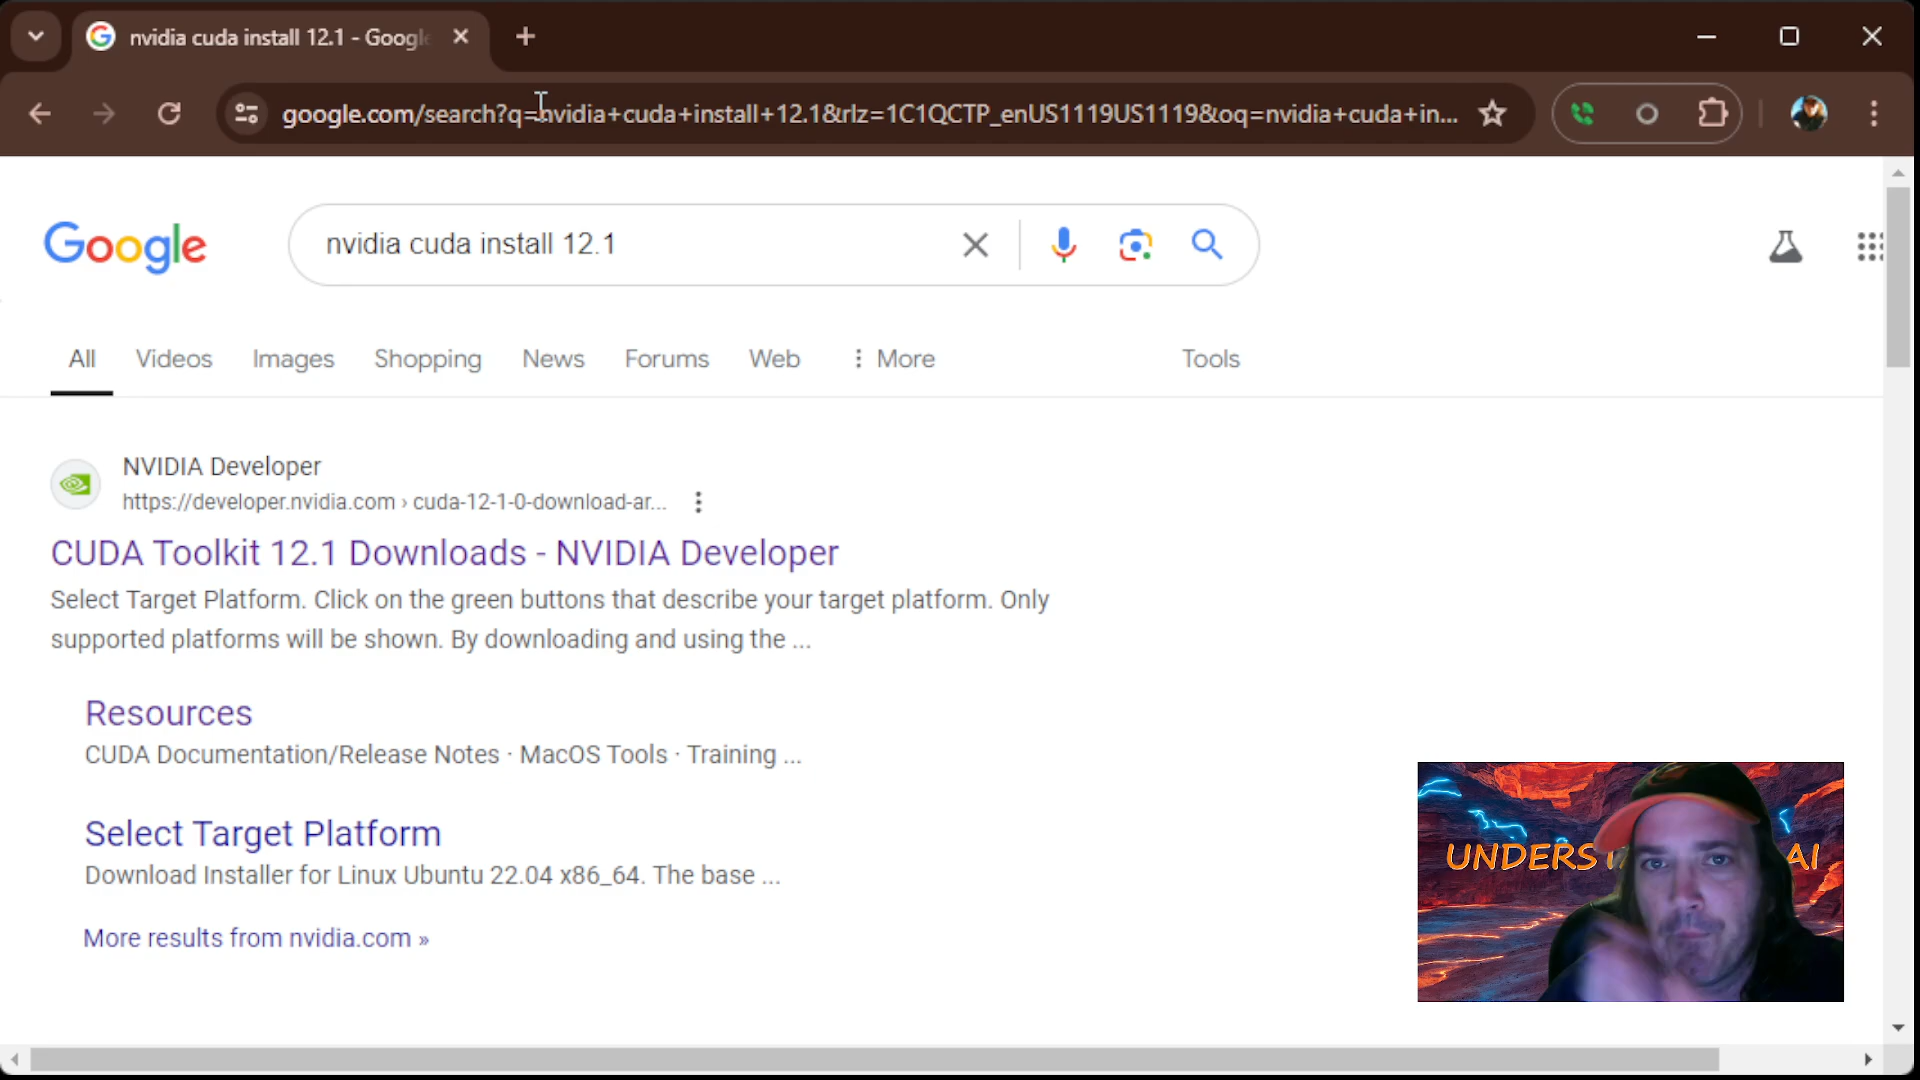 nvidia cuda install 12.1 - Googl
google.com/search?q=nvidia+cuda+install+12.1&rlz=1C1QCTP_enUS1119US1119&oq=nvidia+cuda+in...
Google
nvidia cuda install 12.1
All
Videos
Images
Shopping
News
Forums
Web
More
Tools
NVIDIA Developer
https://developer.nvidia.com › cuda-12-1-0-download-ar...
CUDA Toolkit 12.1 Downloads - NVIDIA Developer
Select Target Platform. Click on the green buttons that describe your target platform. Only
supported platforms will be shown. By downloading and using the ...
Resources
CUDA Documentation/Release Notes · MacOS Tools · Training ...
Select Target Platform
Download Installer for Linux Ubuntu 22.04 x86_64. The base ...
More results from nvidia.com »
UNDERS AI